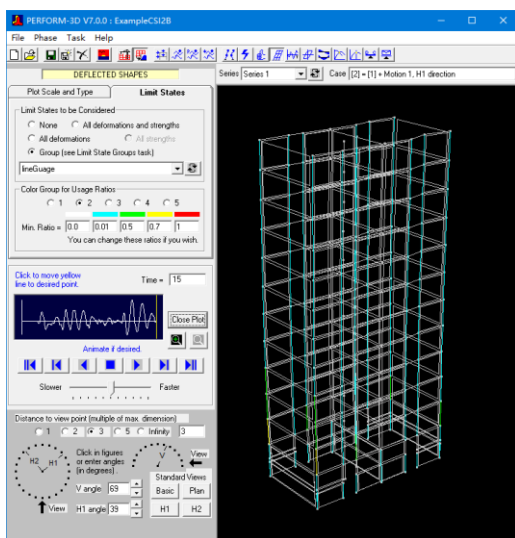 PERFORM-3D V7.0.0 : ExampleCSI2B
File Phase Task Help
DEFLECTED SHAPES
Series Series 1 Case [2] = [1] + Motion 1, H1 direction
Plot Scale and Type Limit States
Limit States to be Considered
None All deformations and strengths
All deformations All strengths
Group (see Limit State Groups task)
lineGuage
Color Group for Usage Ratios
1 2 3 4 5
Min. Ratio = 0.0 0.01 0.5 0.7 1
You can change these ratios if you wish.
Click to move yellow
line to desired point.
Time = 15
Close Plot
Animate if desired.
Slower Faster
Distance to view point (multiple of max. dimension)
1 2 3 5 Infinity 3
H2 H1
Click in figures
or enter angles
(in degrees).
V
View
V angle 69
H1 angle 39
View
Standard
Views
Basic Plan
H1 H2